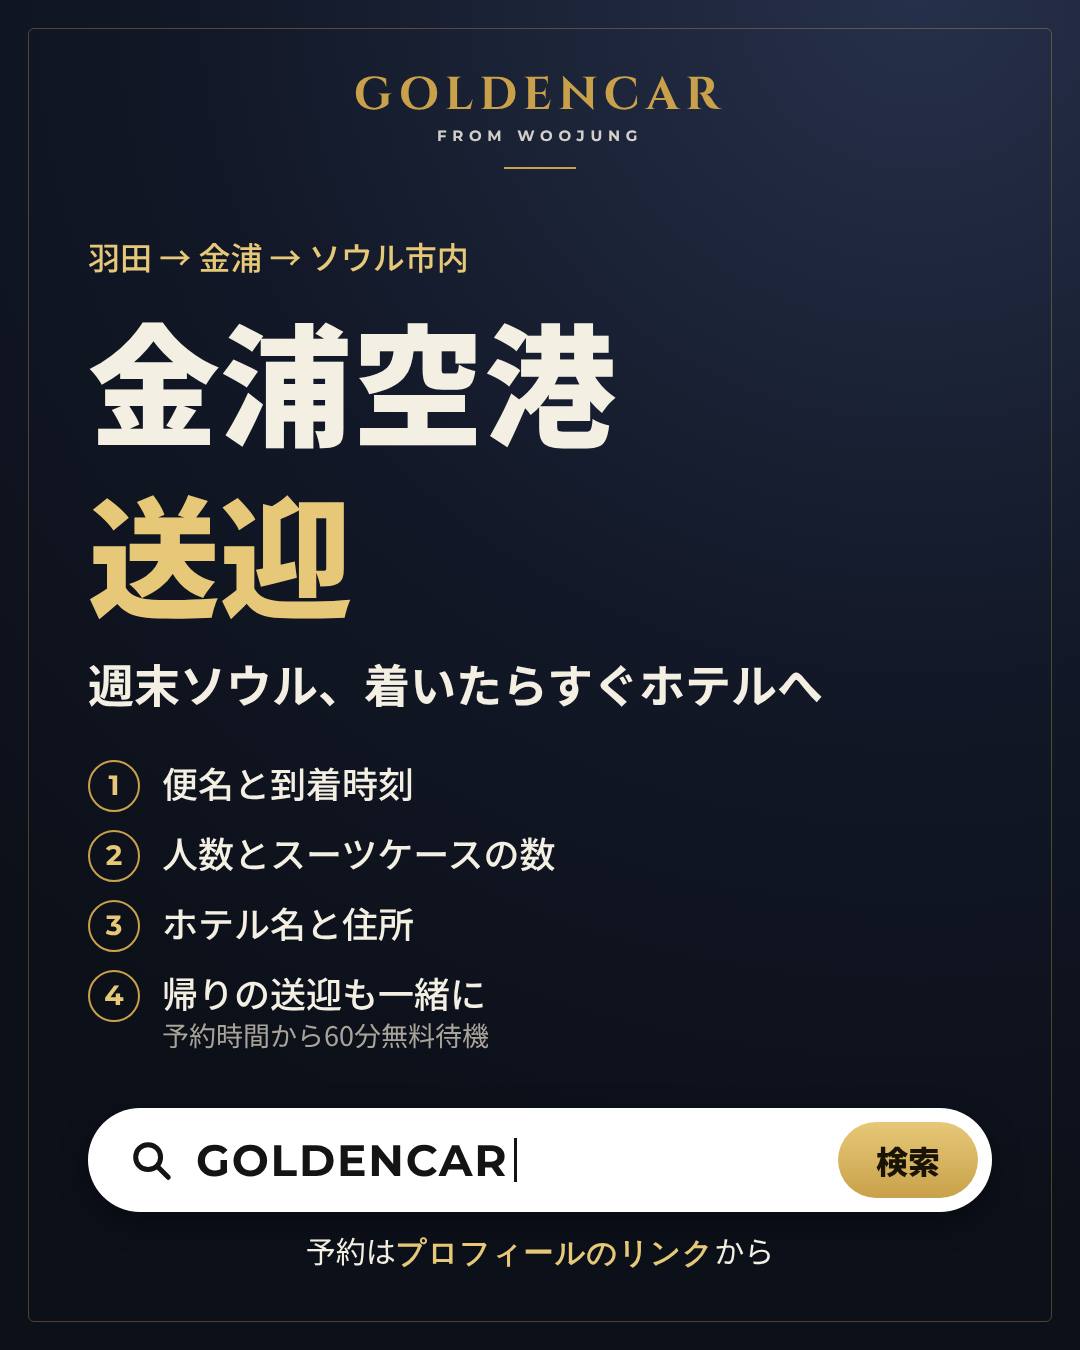 GOLDENCAR
FROM WOOJUNG
羽田 → 金浦 → ソウル市内
金浦空港
送迎
週末ソウル、着いたらすぐホテルへ
1 便名と到着時刻
2 人数とスーツケースの数
3 ホテル名と住所
4 帰りの送迎も一緒に
予約時間から60分無料待機
GOLDENCAR 検索
予約はプロフィールのリンクから